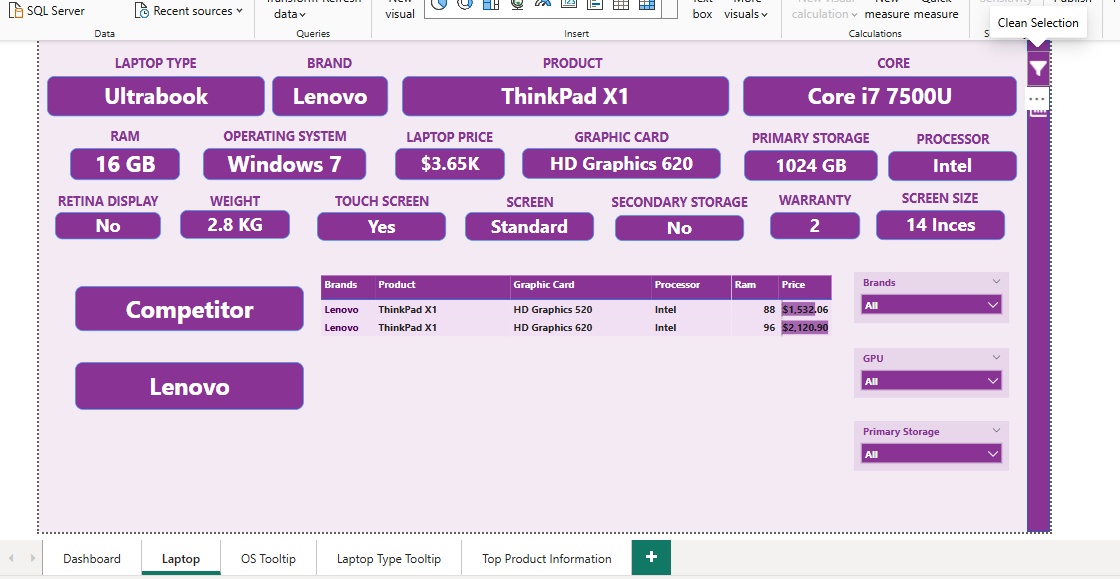 SQL Server
Recent sources
Transform Refresh
data
New
visual
Text
box
More
visuals
New visual
calculation
New
measure
Quick
measure
Sensitivity
Publish
Data
Queries
Insert
Calculations
Clean Selection
LAPTOP TYPE
BRAND
PRODUCT
CORE
Ultrabook
Lenovo
ThinkPad X1
Core i7 7500U
RAM
OPERATING SYSTEM
LAPTOP PRICE
GRAPHIC CARD
PRIMARY STORAGE
PROCESSOR
16 GB
Windows 7
$3.65K
HD Graphics 620
1024 GB
Intel
RETINA DISPLAY
WEIGHT
TOUCH SCREEN
SCREEN
SECONDARY STORAGE
WARRANTY
SCREEN SIZE
No
2.8 KG
Yes
Standard
No
2
14 Inces
Competitor
Lenovo
Brands Product Graphic Card Processor Ram Price
Lenovo ThinkPad X1 HD Graphics 520 Intel 88 $1,532.06
Lenovo ThinkPad X1 HD Graphics 620 Intel 96 $2,120.90
Brands
All
GPU
All
Primary Storage
All
Dashboard
Laptop
OS Tooltip
Laptop Type Tooltip
Top Product Information